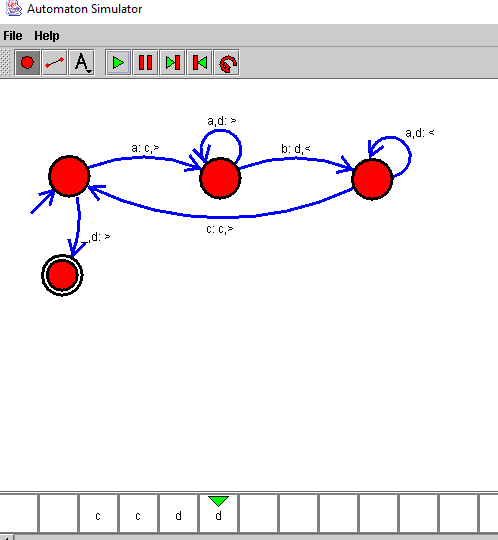 Automaton Simulator
File Help
A
a,d: >
a,d: <
a: c,>
b: d,<
c: c,>
_,d: >
c c d d